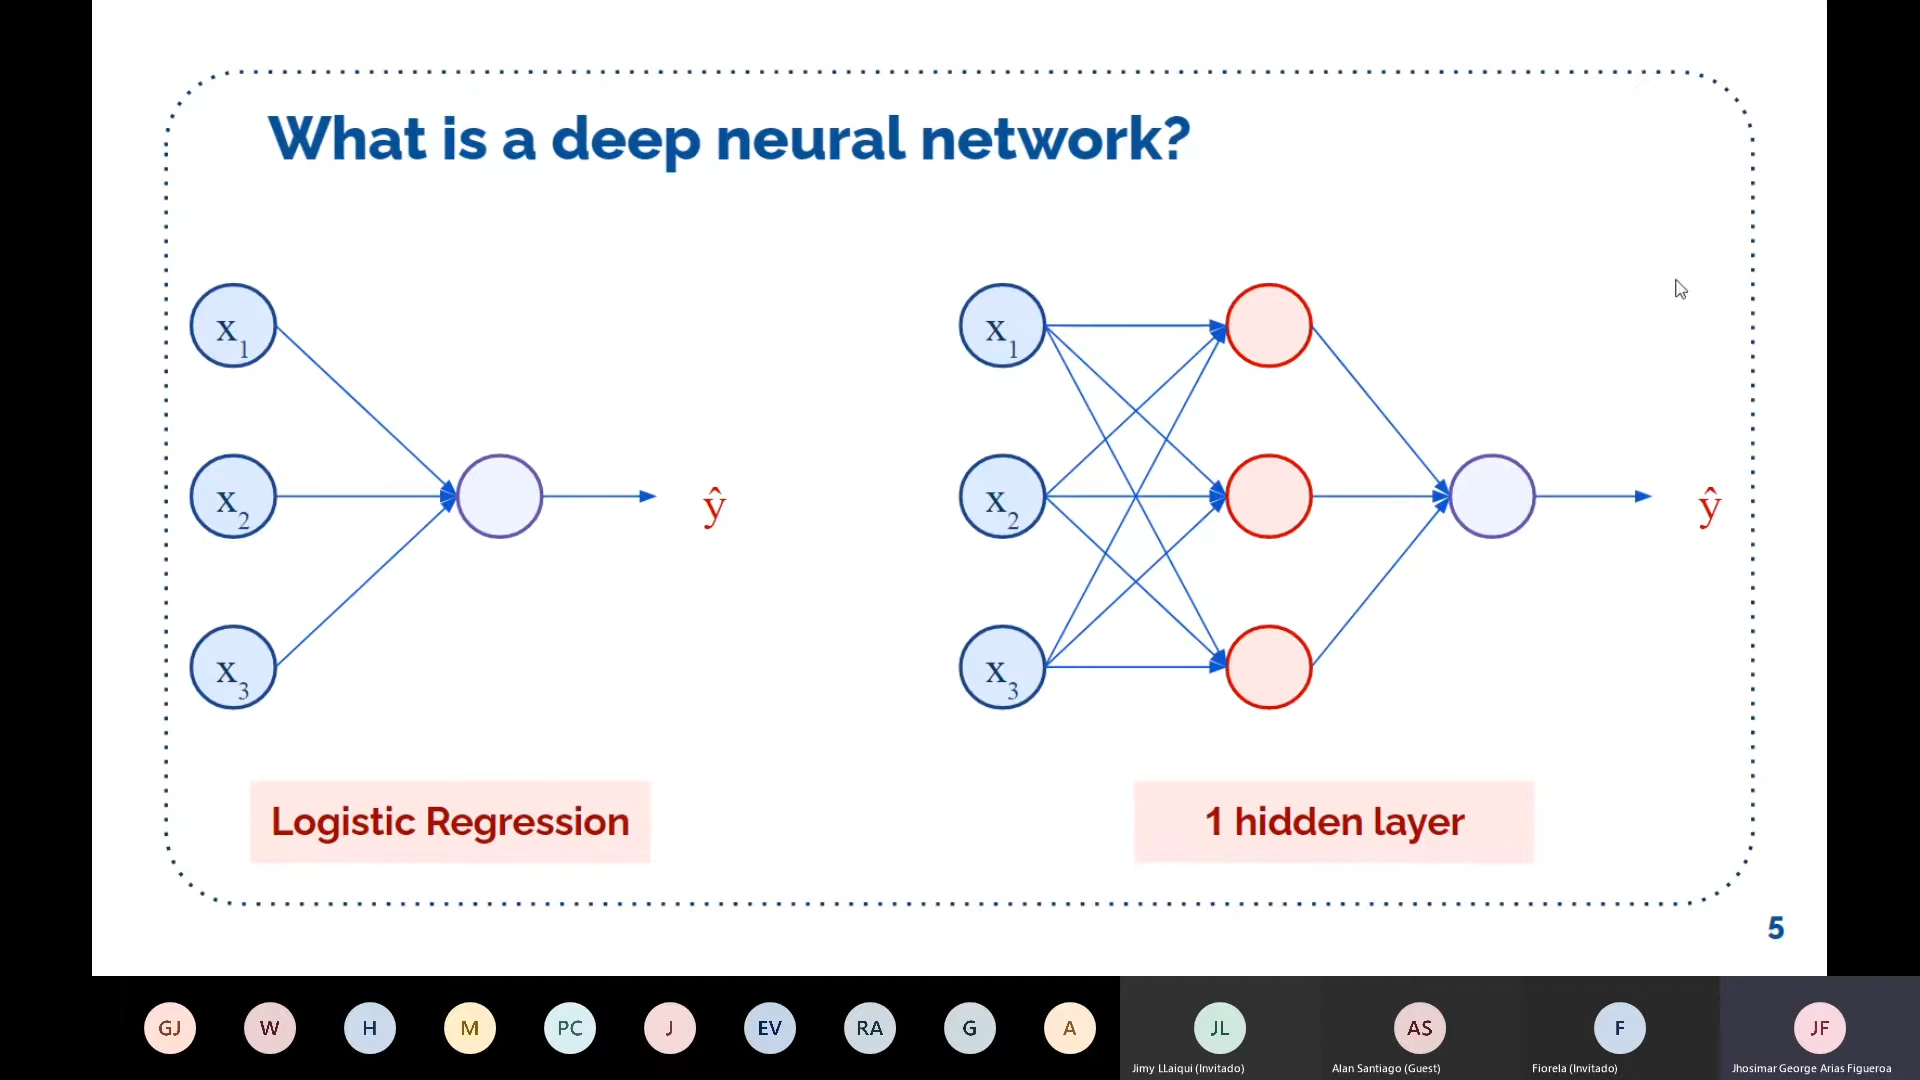 What is a deep neural network?
x1
x1
x2
ŷ
x2
ŷ
x3
x3
Logistic Regression
1 hidden layer
5
GJ
W
H
M
PC
J
EV
RA
G
A
JL
AS
F
JF
Jimy LLaiqui (Invitado)
Alan Santiago (Guest)
Fiorela (Invitado)
Jhosimar George Arias Figueroa